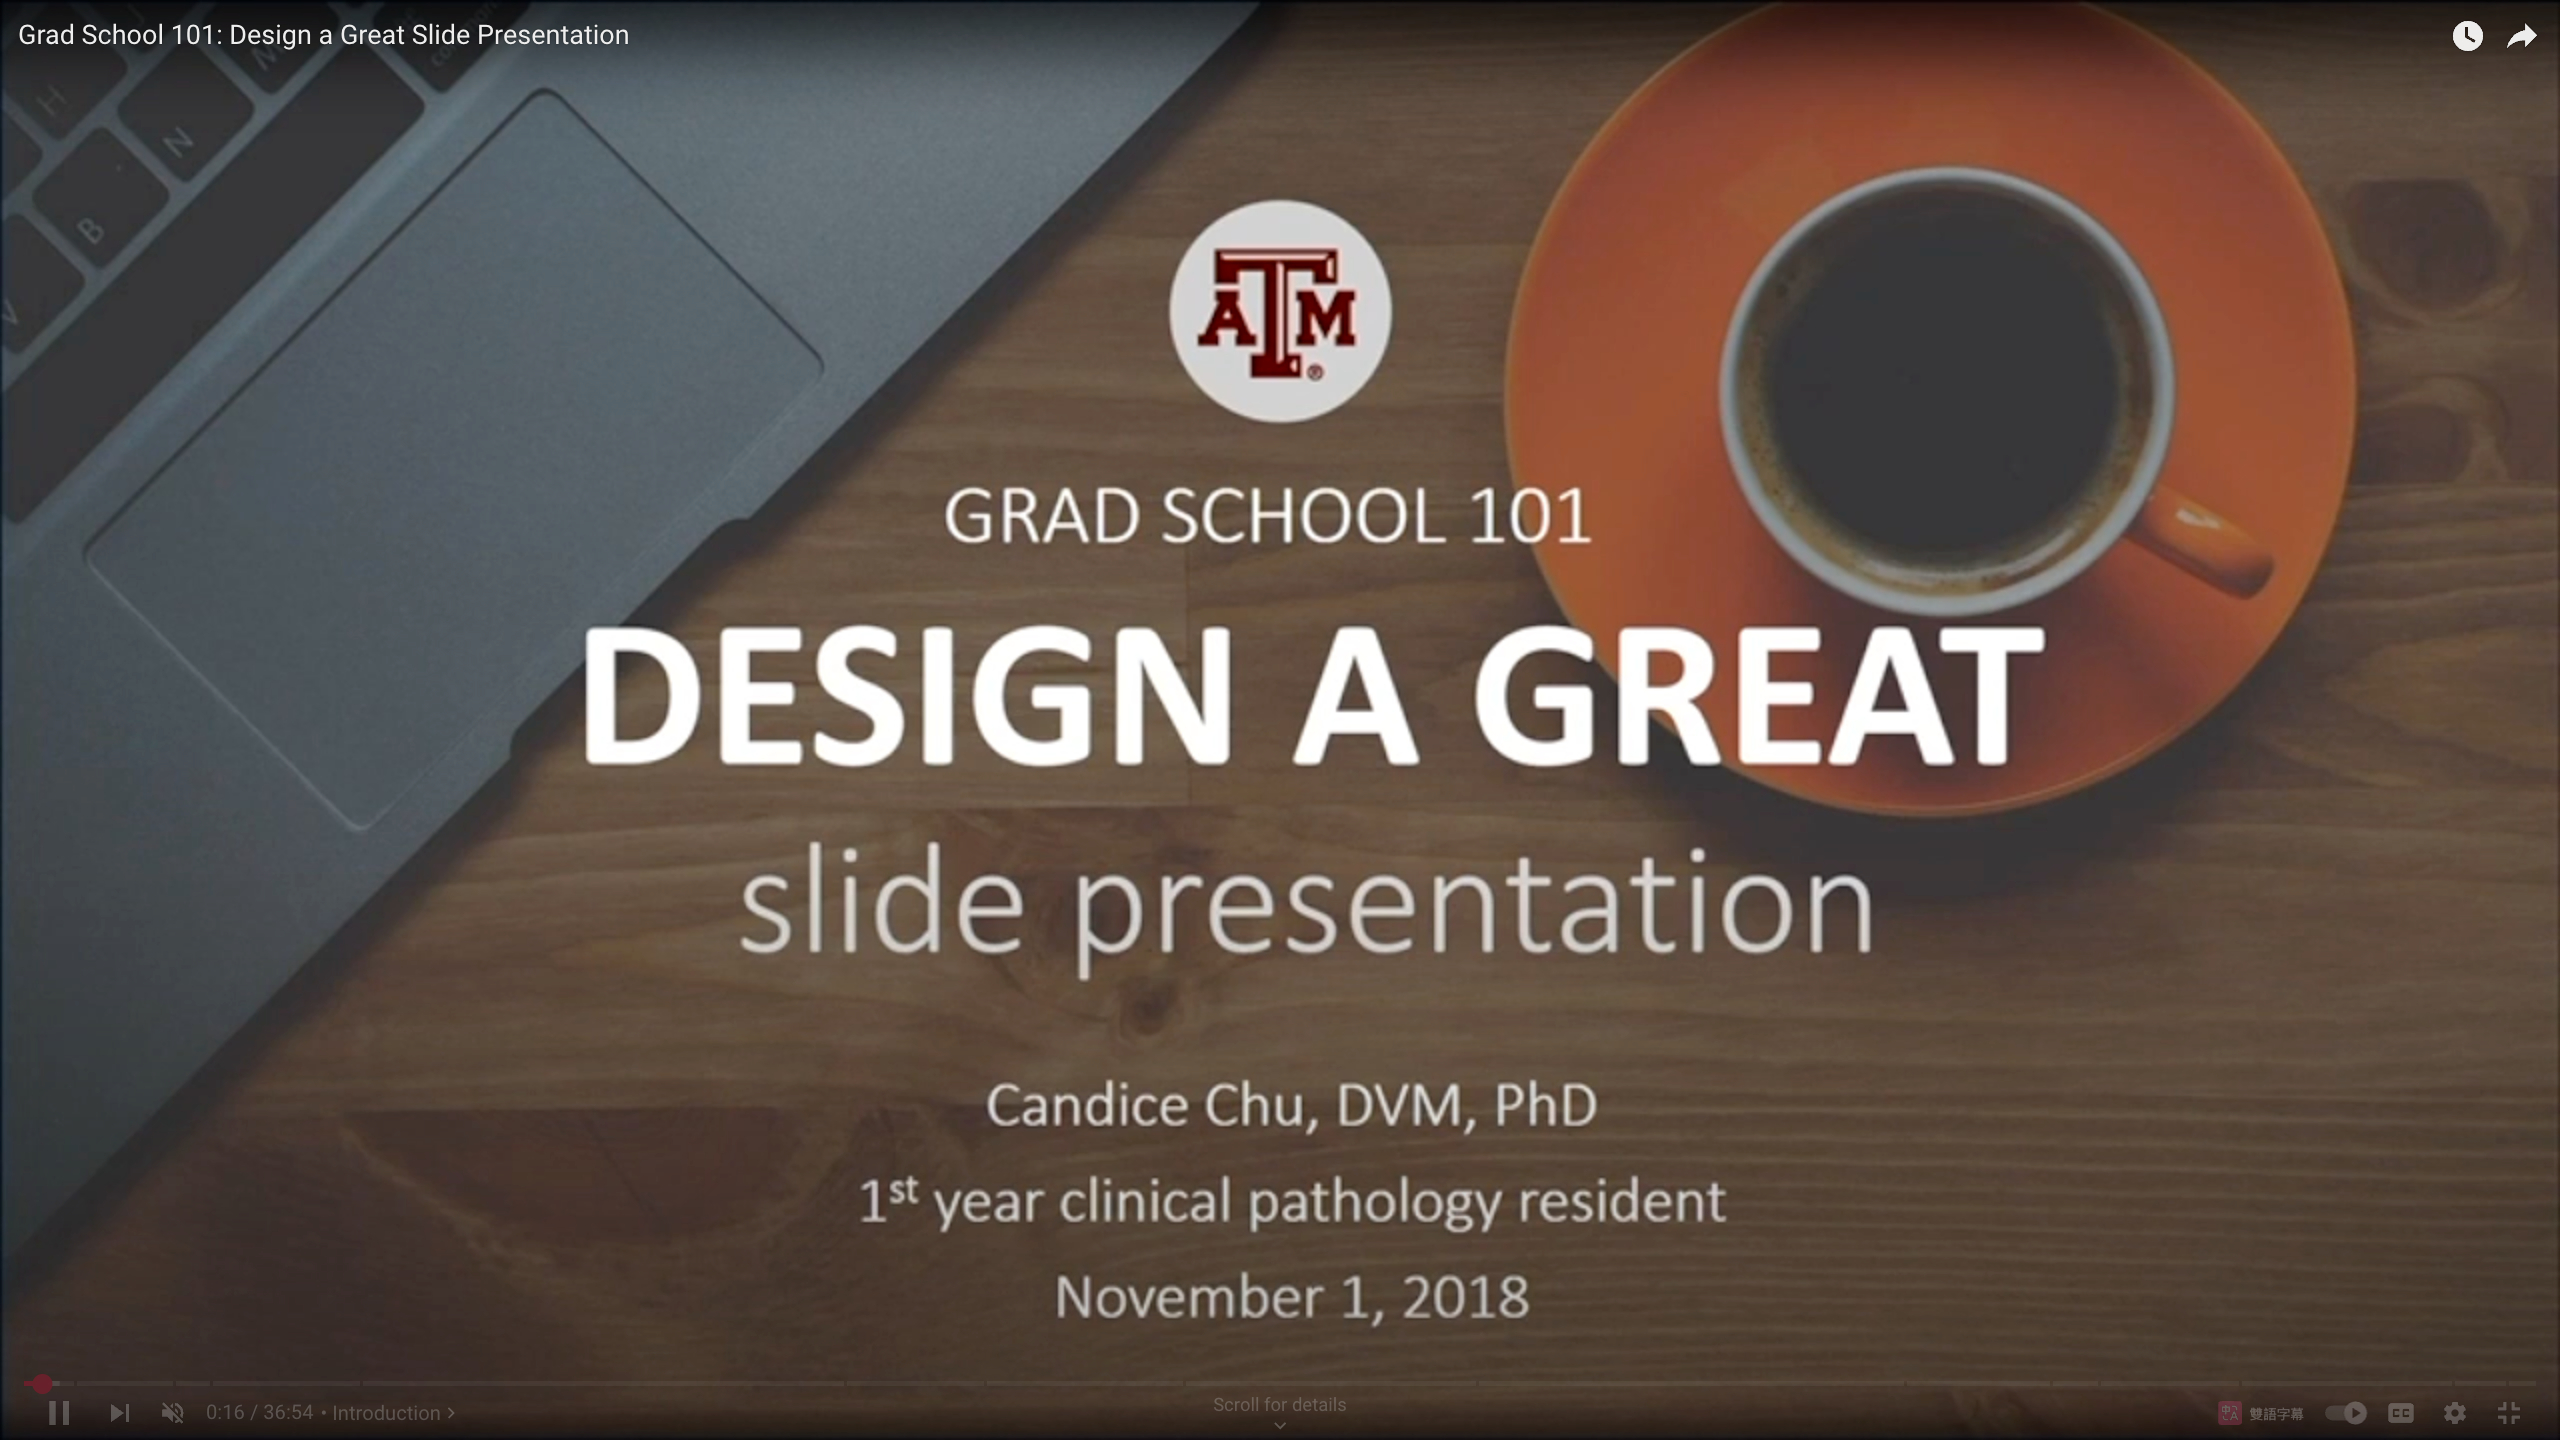 Grad School 101: Design a Great Slide Presentation
H
N
B
V
ATM®
GRAD SCHOOL 101
DESIGN A GREAT
slide presentation
Candice Chu, DVM, PhD
1st year clinical pathology resident
November 1, 2018
0:16 / 36:54 • Introduction
Scroll for details
雙語字幕
CC